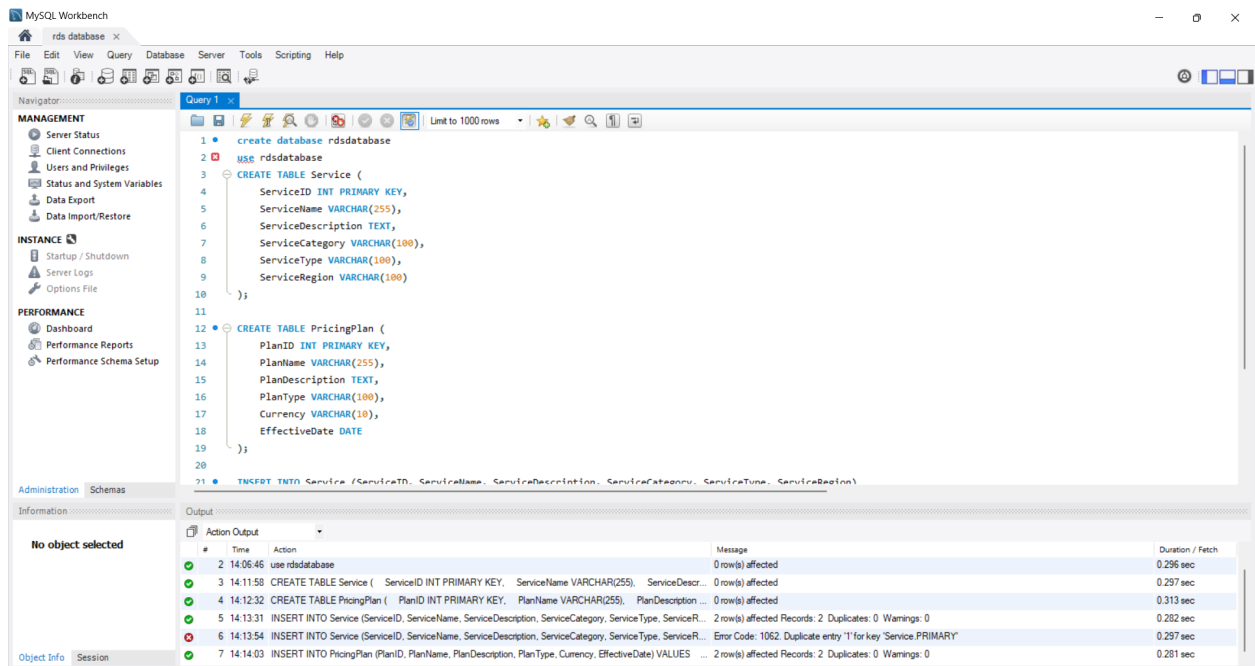 MySQL Workbench
rds database
File Edit View Query Database Server Tools Scripting Help
Navigator
MANAGEMENT
Server Status
Client Connections
Users and Privileges
Status and System Variables
Data Export
Data Import/Restore
INSTANCE
Startup / Shutdown
Server Logs
Options File
PERFORMANCE
Dashboard
Performance Reports
Performance Schema Setup
Administration Schemas
Information
No object selected
Object Info Session
Query 1
Limit to 1000 rows
1 create database rdsdatabase
2 use rdsdatabase
3 CREATE TABLE Service (
4 ServiceID INT PRIMARY KEY,
5 ServiceName VARCHAR(255),
6 ServiceDescription TEXT,
7 ServiceCategory VARCHAR(100),
8 ServiceType VARCHAR(100),
9 ServiceRegion VARCHAR(100)
10 );
11
12 CREATE TABLE PricingPlan (
13 PlanID INT PRIMARY KEY,
14 PlanName VARCHAR(255),
15 PlanDescription TEXT,
16 PlanType VARCHAR(100),
17 Currency VARCHAR(10),
18 EffectiveDate DATE
19 );
20
21 INSERT INTO Service (ServiceID, ServiceName, ServiceDescription, ServiceCategory, ServiceType, ServiceRegion)
Output
Action Output
# Time Action Message Duration / Fetch
2 14:06:46 use rdsdatabase 0 row(s) affected 0.296 sec
3 14:11:58 CREATE TABLE Service ( ServiceID INT PRIMARY KEY, ServiceName VARCHAR(255), ServiceDescr... 0 row(s) affected 0.297 sec
4 14:12:32 CREATE TABLE PricingPlan ( PlanID INT PRIMARY KEY, PlanName VARCHAR(255), PlanDescription ... 0 row(s) affected 0.313 sec
5 14:13:31 INSERT INTO Service (ServiceID, ServiceName, ServiceDescription, ServiceCategory, ServiceType, ServiceR... 2 row(s) affected Records: 2 Duplicates: 0 Warnings: 0 0.282 sec
6 14:13:54 INSERT INTO Service (ServiceID, ServiceName, ServiceDescription, ServiceCategory, ServiceType, ServiceR... Error Code: 1062. Duplicate entry '1' for key 'Service.PRIMARY' 0.297 sec
7 14:14:03 INSERT INTO PricingPlan (PlanID, PlanName, PlanDescription, PlanType, Currency, EffectiveDate) VALUES ... 2 row(s) affected Records: 2 Duplicates: 0 Warnings: 0 0.281 sec